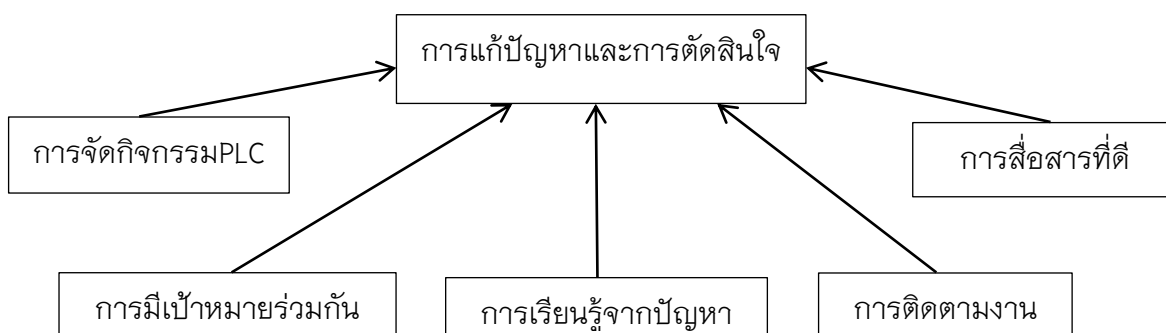 การแก้ปัญหาและการตัดสินใจ
การจัดกิจกรรมPLC
การสื่อสารที่ดี
การมีเป้าหมายร่วมกัน
การเรียนรู้จากปัญหา
การติดตามงาน